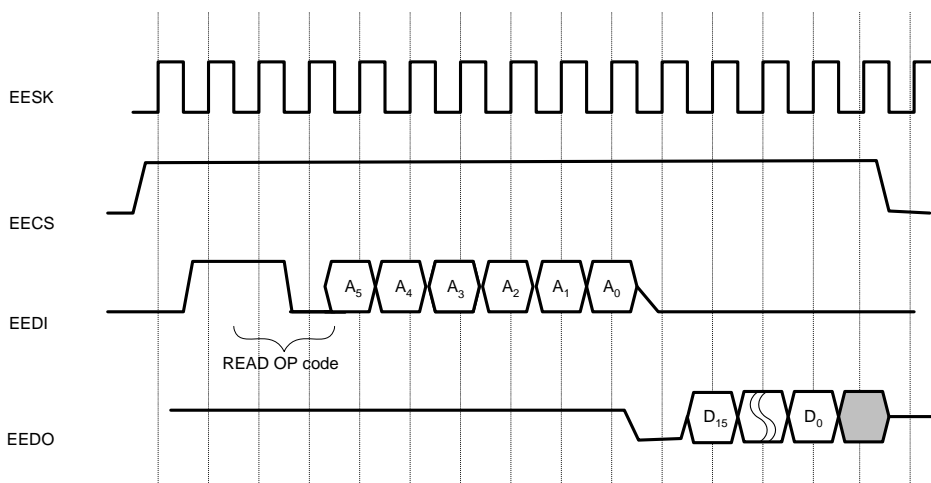 EESK
EECS
EEDI
A5 A4 A3 A2 A1 A0
READ OP code
EEDO
D15 D0